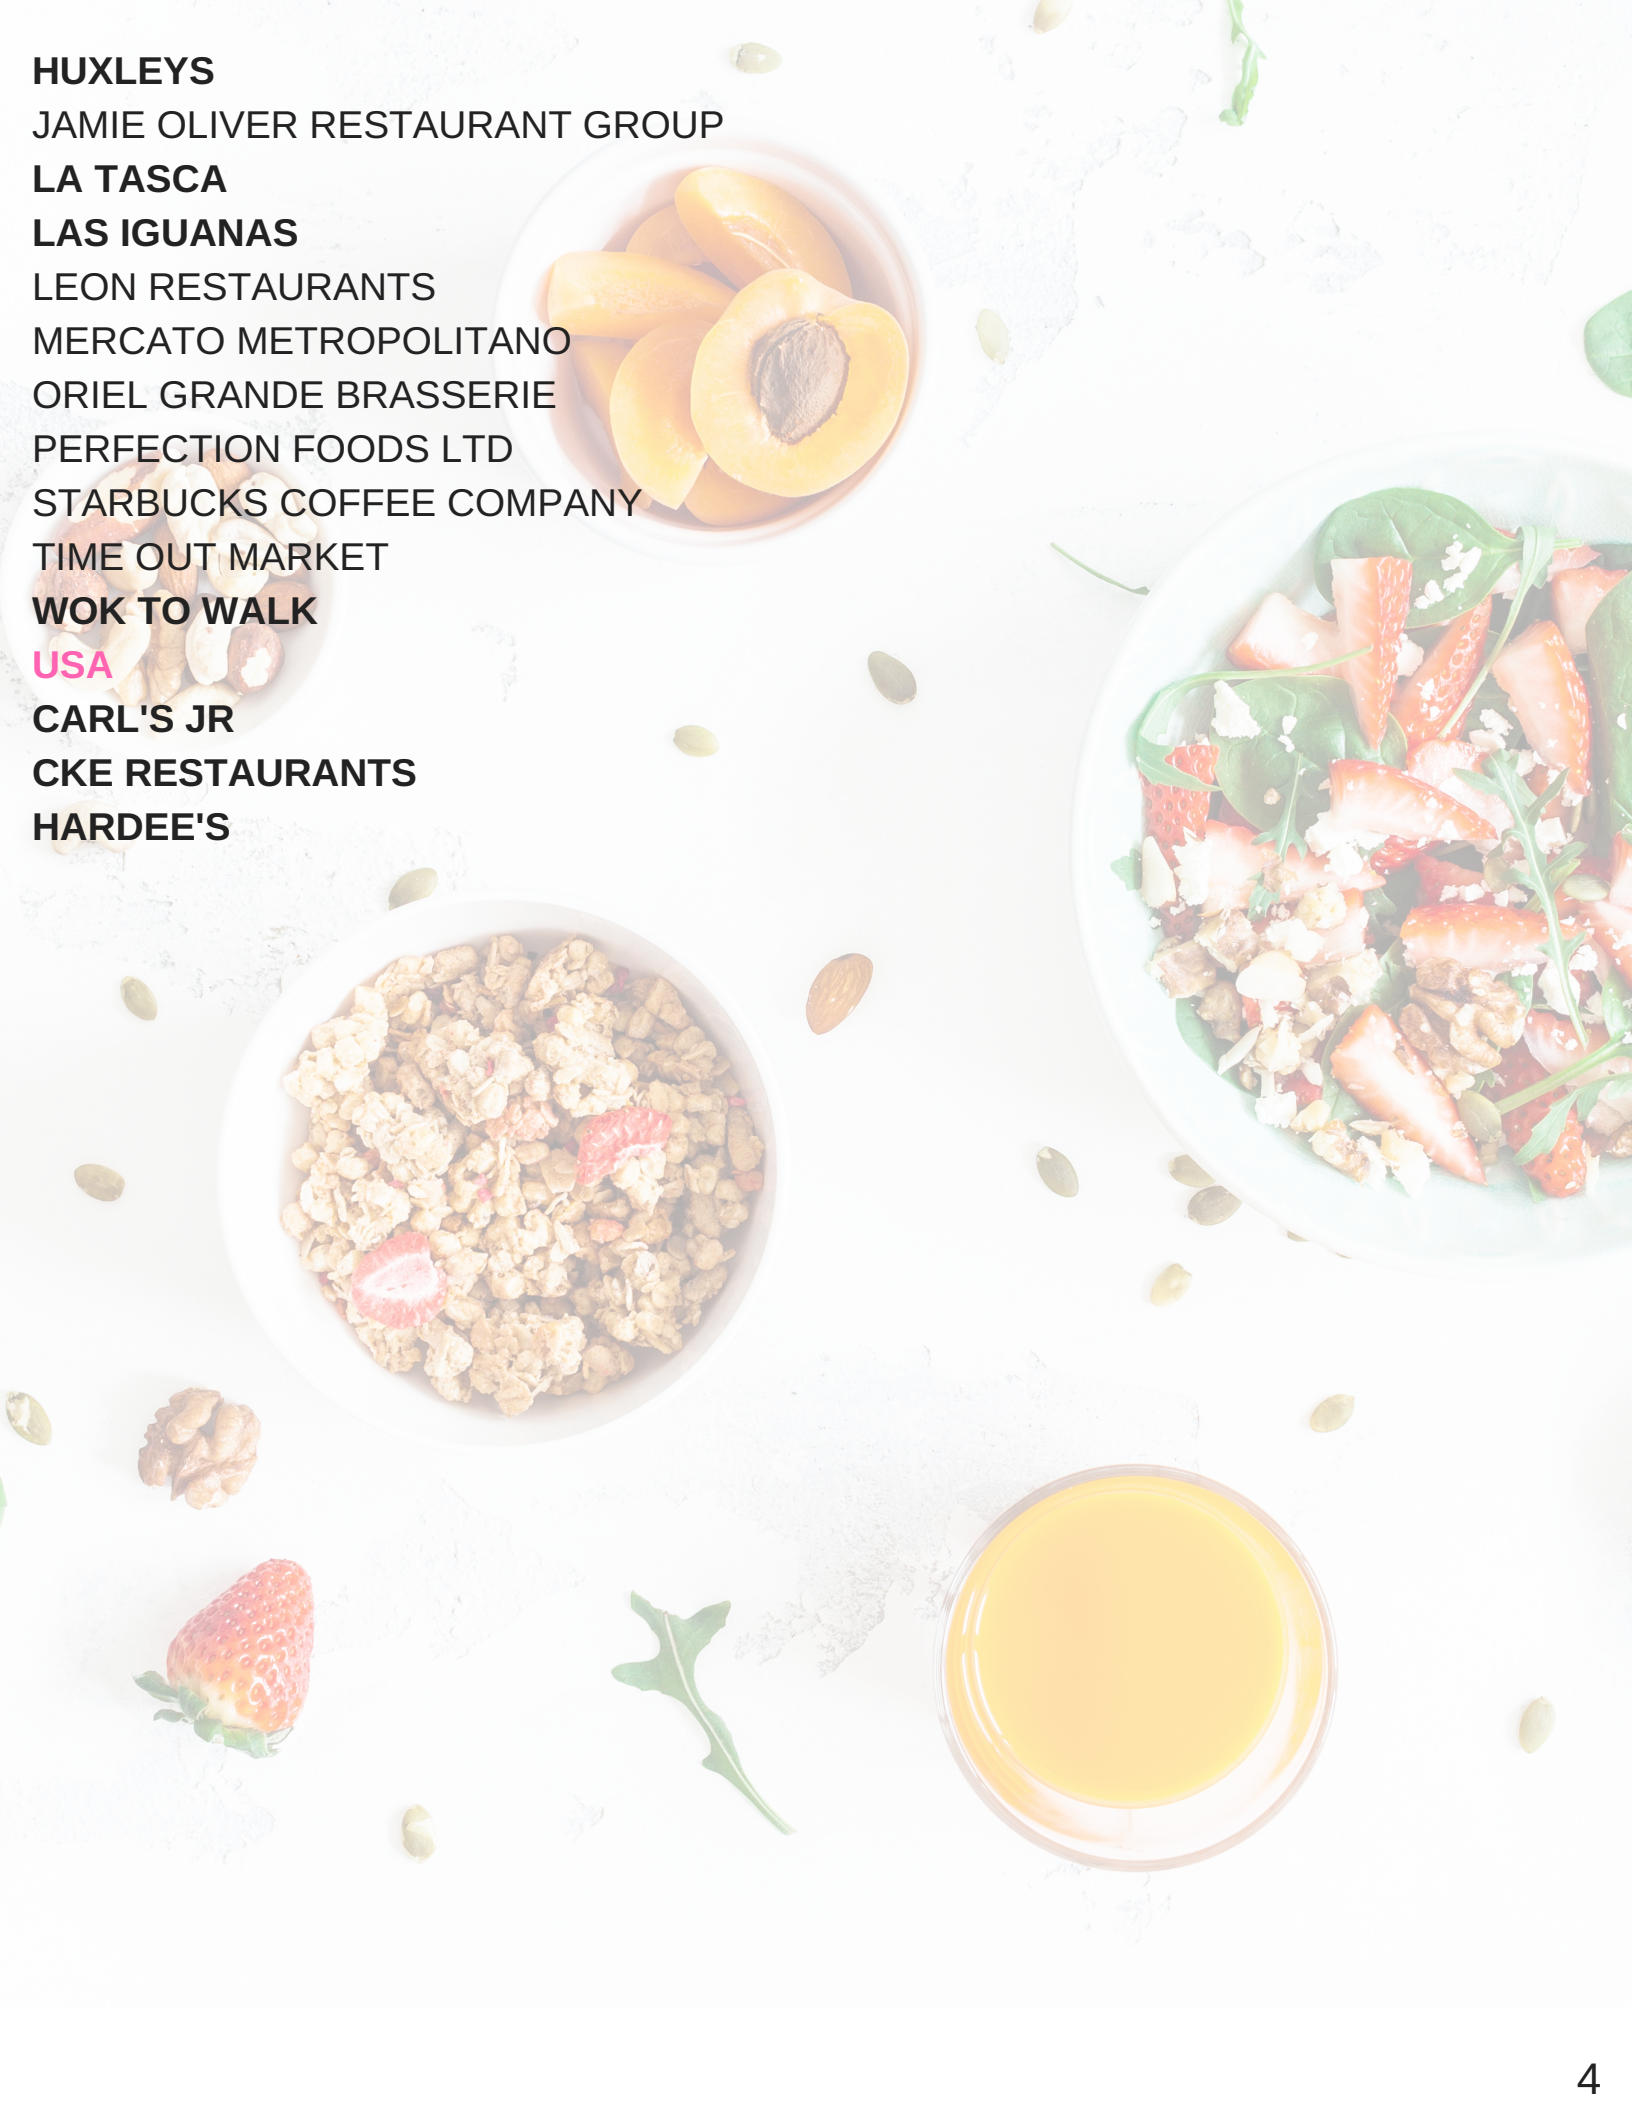 HUXLEYS
JAMIE OLIVER RESTAURANT GROUP
LA TASCA
LAS IGUANAS
LEON RESTAURANTS
MERCATO METROPOLITANO
ORIEL GRANDE BRASSERIE
PERFECTION FOODS LTD
STARBUCKS COFFEE COMPANY
TIME OUT MARKET
WOK TO WALK
USA
CARL'S JR
CKE RESTAURANTS
HARDEE'S
4